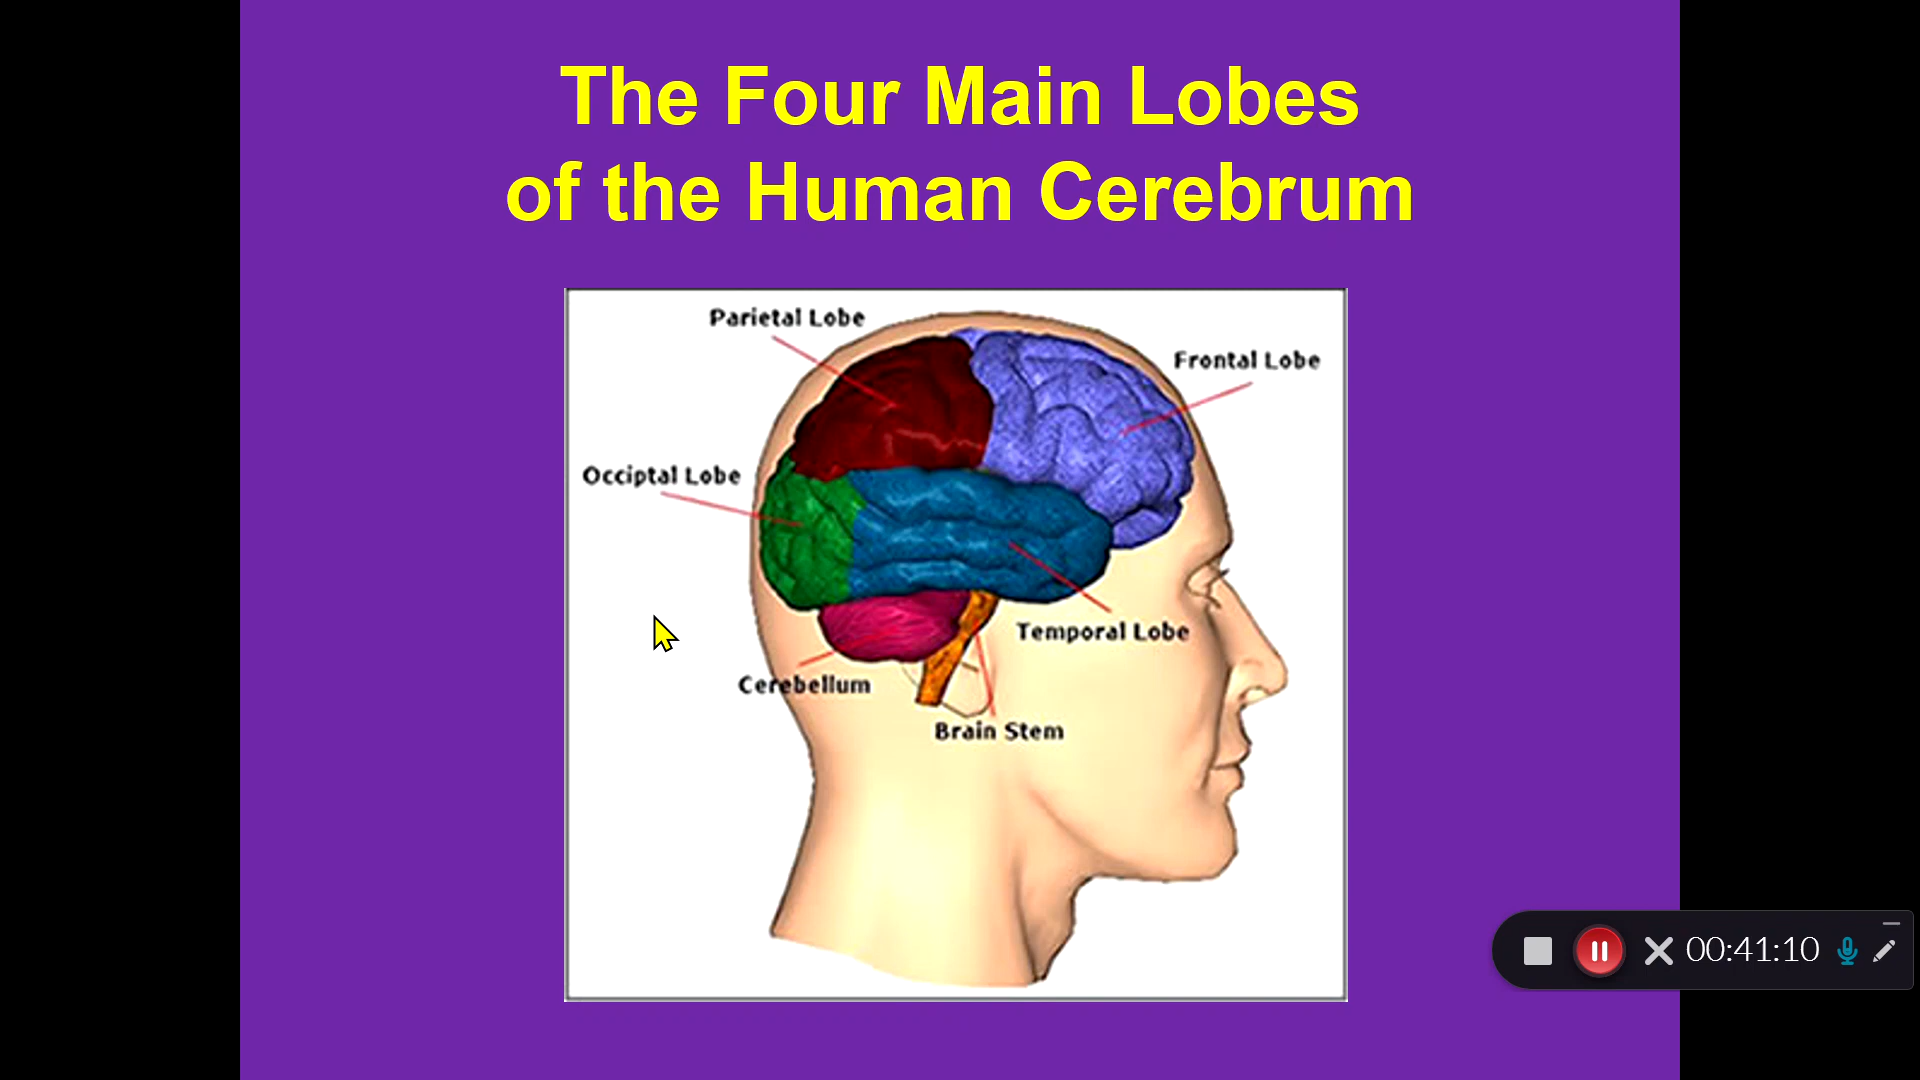 The Four Main Lobes
of the Human Cerebrum
Parietal Lobe
Frontal Lobe
Occiptal Lobe
Temporal Lobe
Cerebellum
Brain Stem
00:41:10